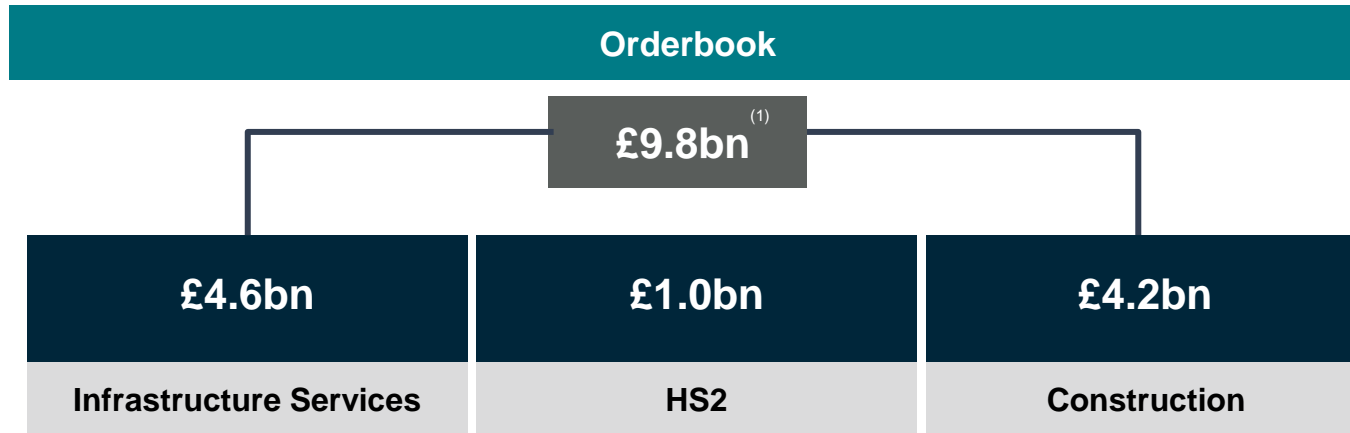 Orderbook
£9.8bn(1)
£4.6bn
£1.0bn
£4.2bn
Infrastructure Services
HS2
Construction